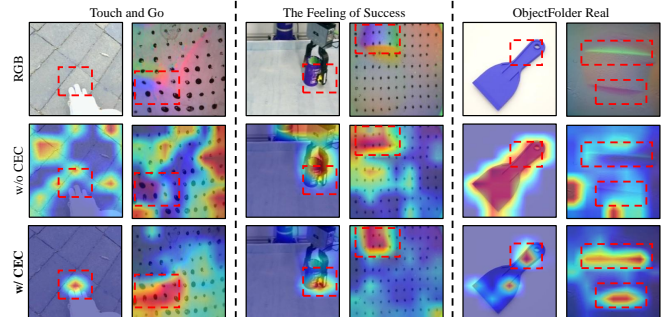 Touch and Go
The Feeling of Success
ObjectFolder Real
RGB
w/o CEC
w/ CEC